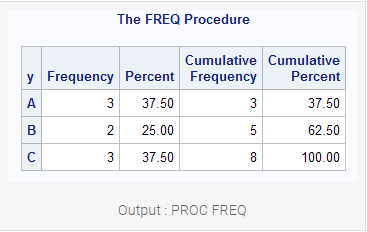 The FREQ Procedure
y Frequency Percent Cumulative Frequency Cumulative Percent
A 3 37.50 3 37.50
B 2 25.00 5 62.50
C 3 37.50 8 100.00
Output : PROC FREQ